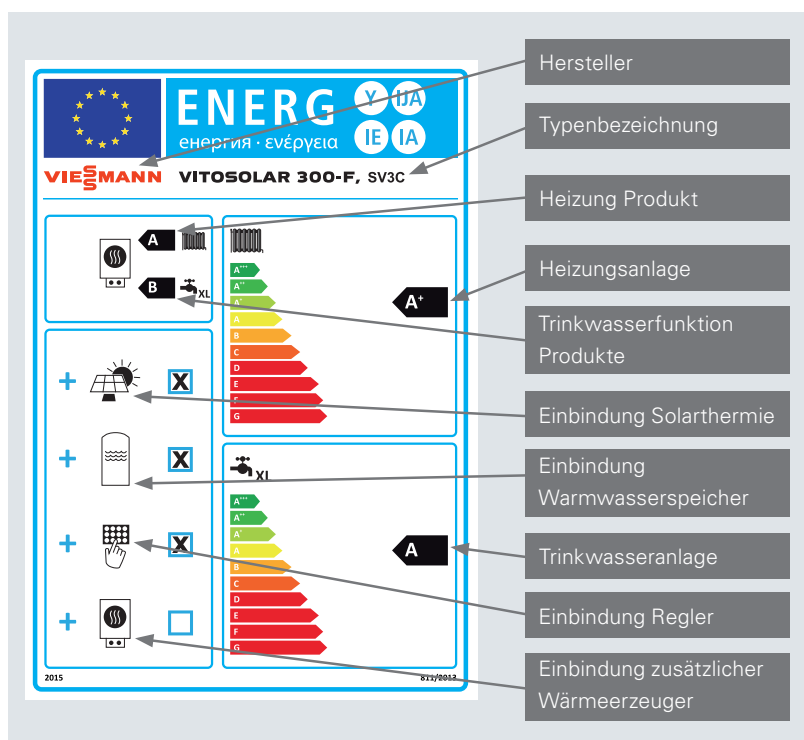 Hersteller
ENERG Y IJA
IE IA
енергия · ενέργεια
Typenbezeichnung
VIESSMANN VITOSOLAR 300-F, SV3C
Heizung Produkt
A
B XL
A+++
A++
A+
A
B
C
D
E
F
G
A+
Heizungsanlage
Trinkwasserfunktion
Produkte
+ X
Einbindung Solarthermie
+ X
Einbindung
Warmwasserspeicher
XL
A+++
A++
A+
A
B
C
D
E
F
G
A
Trinkwasseranlage
+ X
Einbindung Regler
+
Einbindung zusätzlicher
Wärmeerzeuger
2015
811/2013